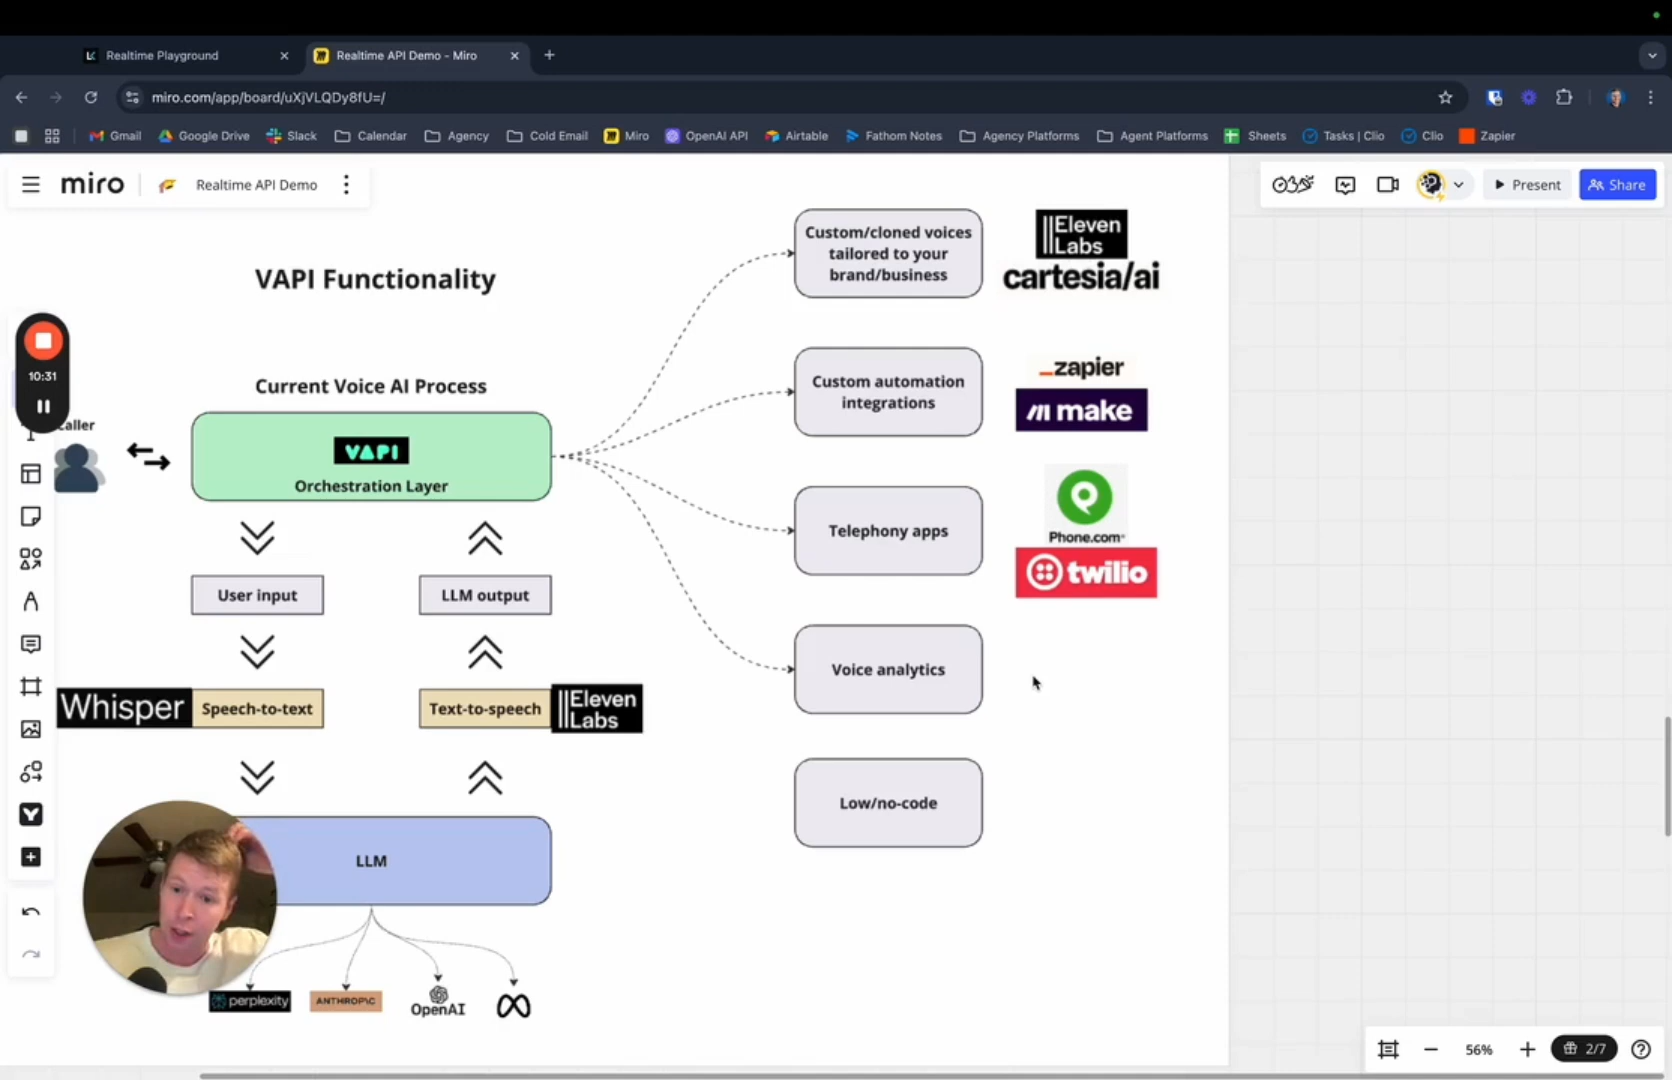 Realtime Playground
Realtime API Demo - Miro
miro.com/app/board/uXjVLQDy8fU=/
Gmail
Google Drive
Slack
Calendar
Agency
Cold Email
Miro
OpenAI API
Airtable
Fathom Notes
Agency Platforms
Agent Platforms
Sheets
Tasks | Clio
Clio
Zapier
miro
Realtime API Demo
Present
Share
VAPI Functionality
10:31
Current Voice AI Process
caller
VAPI
Orchestration Layer
User input
LLM output
Whisper
Speech-to-text
Text-to-speech
||Eleven
Labs
LLM
perplexity
ANTHROP\C
OpenAI
Custom/cloned voices
tailored to your
brand/business
||Eleven
Labs
cartesia/ai
Custom automation
integrations
_zapier
make
Telephony apps
Phone.com®
twilio
Voice analytics
Low/no-code
56%
2/7